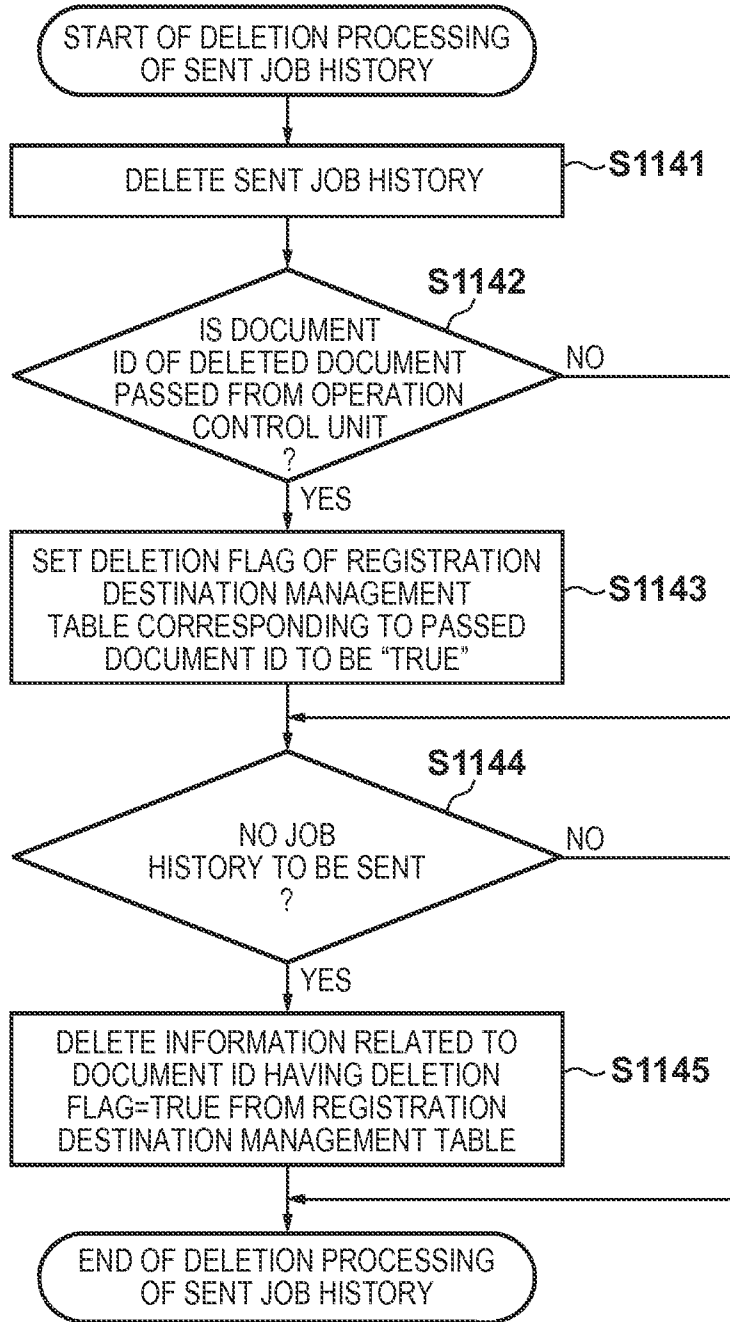 START OF DELETION PROCESSING
OF SENT JOB HISTORY
DELETE SENT JOB HISTORY
S1141
S1142
IS DOCUMENT
ID OF DELETED DOCUMENT
PASSED FROM OPERATION
CONTROL UNIT
?
NO
YES
SET DELETION FLAG OF REGISTRATION
DESTINATION MANAGEMENT
TABLE CORRESPONDING TO PASSED
DOCUMENT ID TO BE “TRUE”
S1143
S1144
NO JOB
HISTORY TO BE SENT
?
NO
YES
DELETE INFORMATION RELATED TO
DOCUMENT ID HAVING DELETION
FLAG=TRUE FROM REGISTRATION
DESTINATION MANAGEMENT TABLE
S1145
END OF DELETION PROCESSING
OF SENT JOB HISTORY